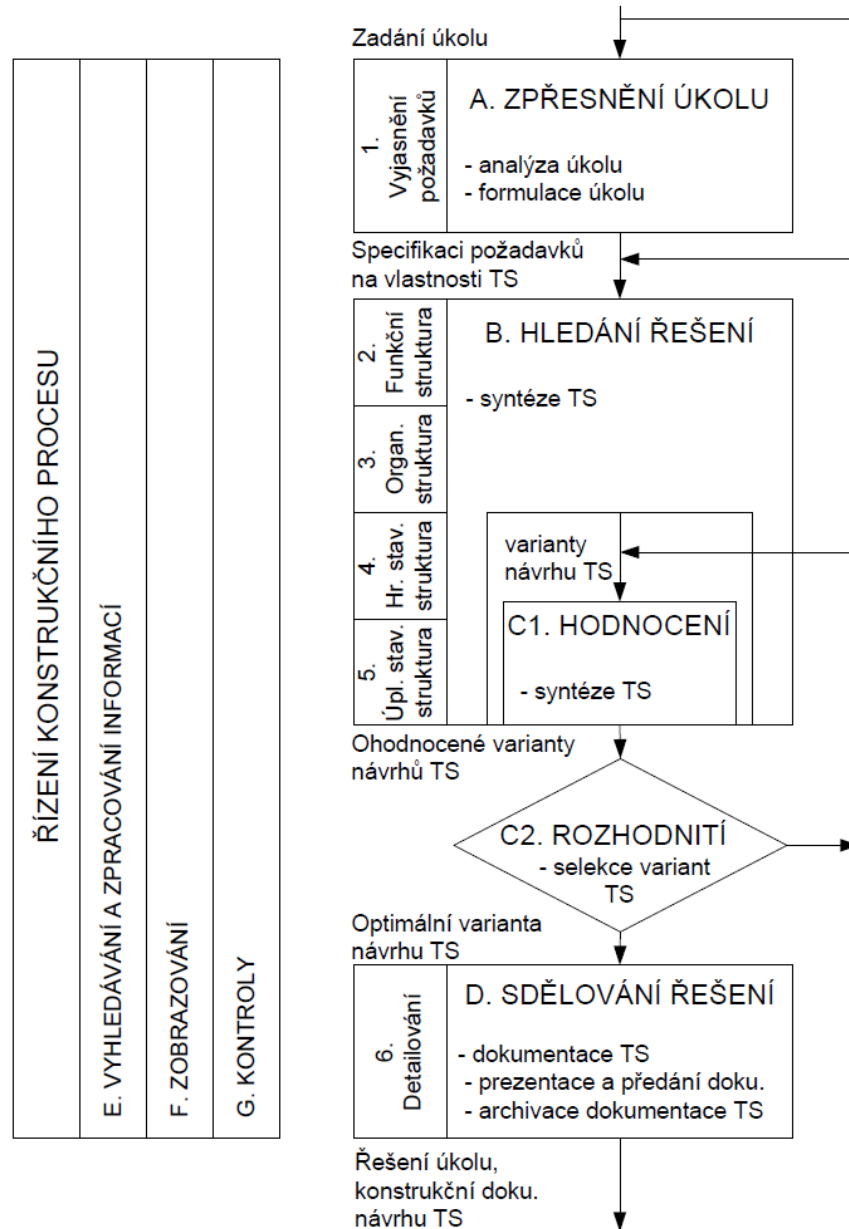 ŘÍZENÍ KONSTRUKČNÍHO PROCESU
E. VYHLEDÁVÁNÍ A ZPRACOVÁNÍ INFORMACÍ
F. ZOBRAZOVÁNÍ
G. KONTROLY
Zadání úkolu
1.
Vyjasnění
požadavků
A. ZPŘESNĚNÍ ÚKOLU
- analýza úkolu
- formulace úkolu
Specifikaci požadavků
na vlastnosti TS
2.
Funkční
struktura
3.
Organ.
struktura
4.
Hr. stav.
struktura
5.
Úpl. stav.
struktura
B. HLEDÁNÍ ŘEŠENÍ
- syntéze TS
varianty
návrhu TS
C1. HODNOCENÍ
- syntéze TS
Ohodnocené varianty
návrhů TS
C2. ROZHODNITÍ
- selekce variant
TS
Optimální varianta
návrhu TS
6.
Detailování
D. SDĚLOVÁNÍ ŘEŠENÍ
- dokumentace TS
- prezentace a předání doku.
- archivace dokumentace TS
Řešení úkolu,
konstrukční doku.
návrhu TS